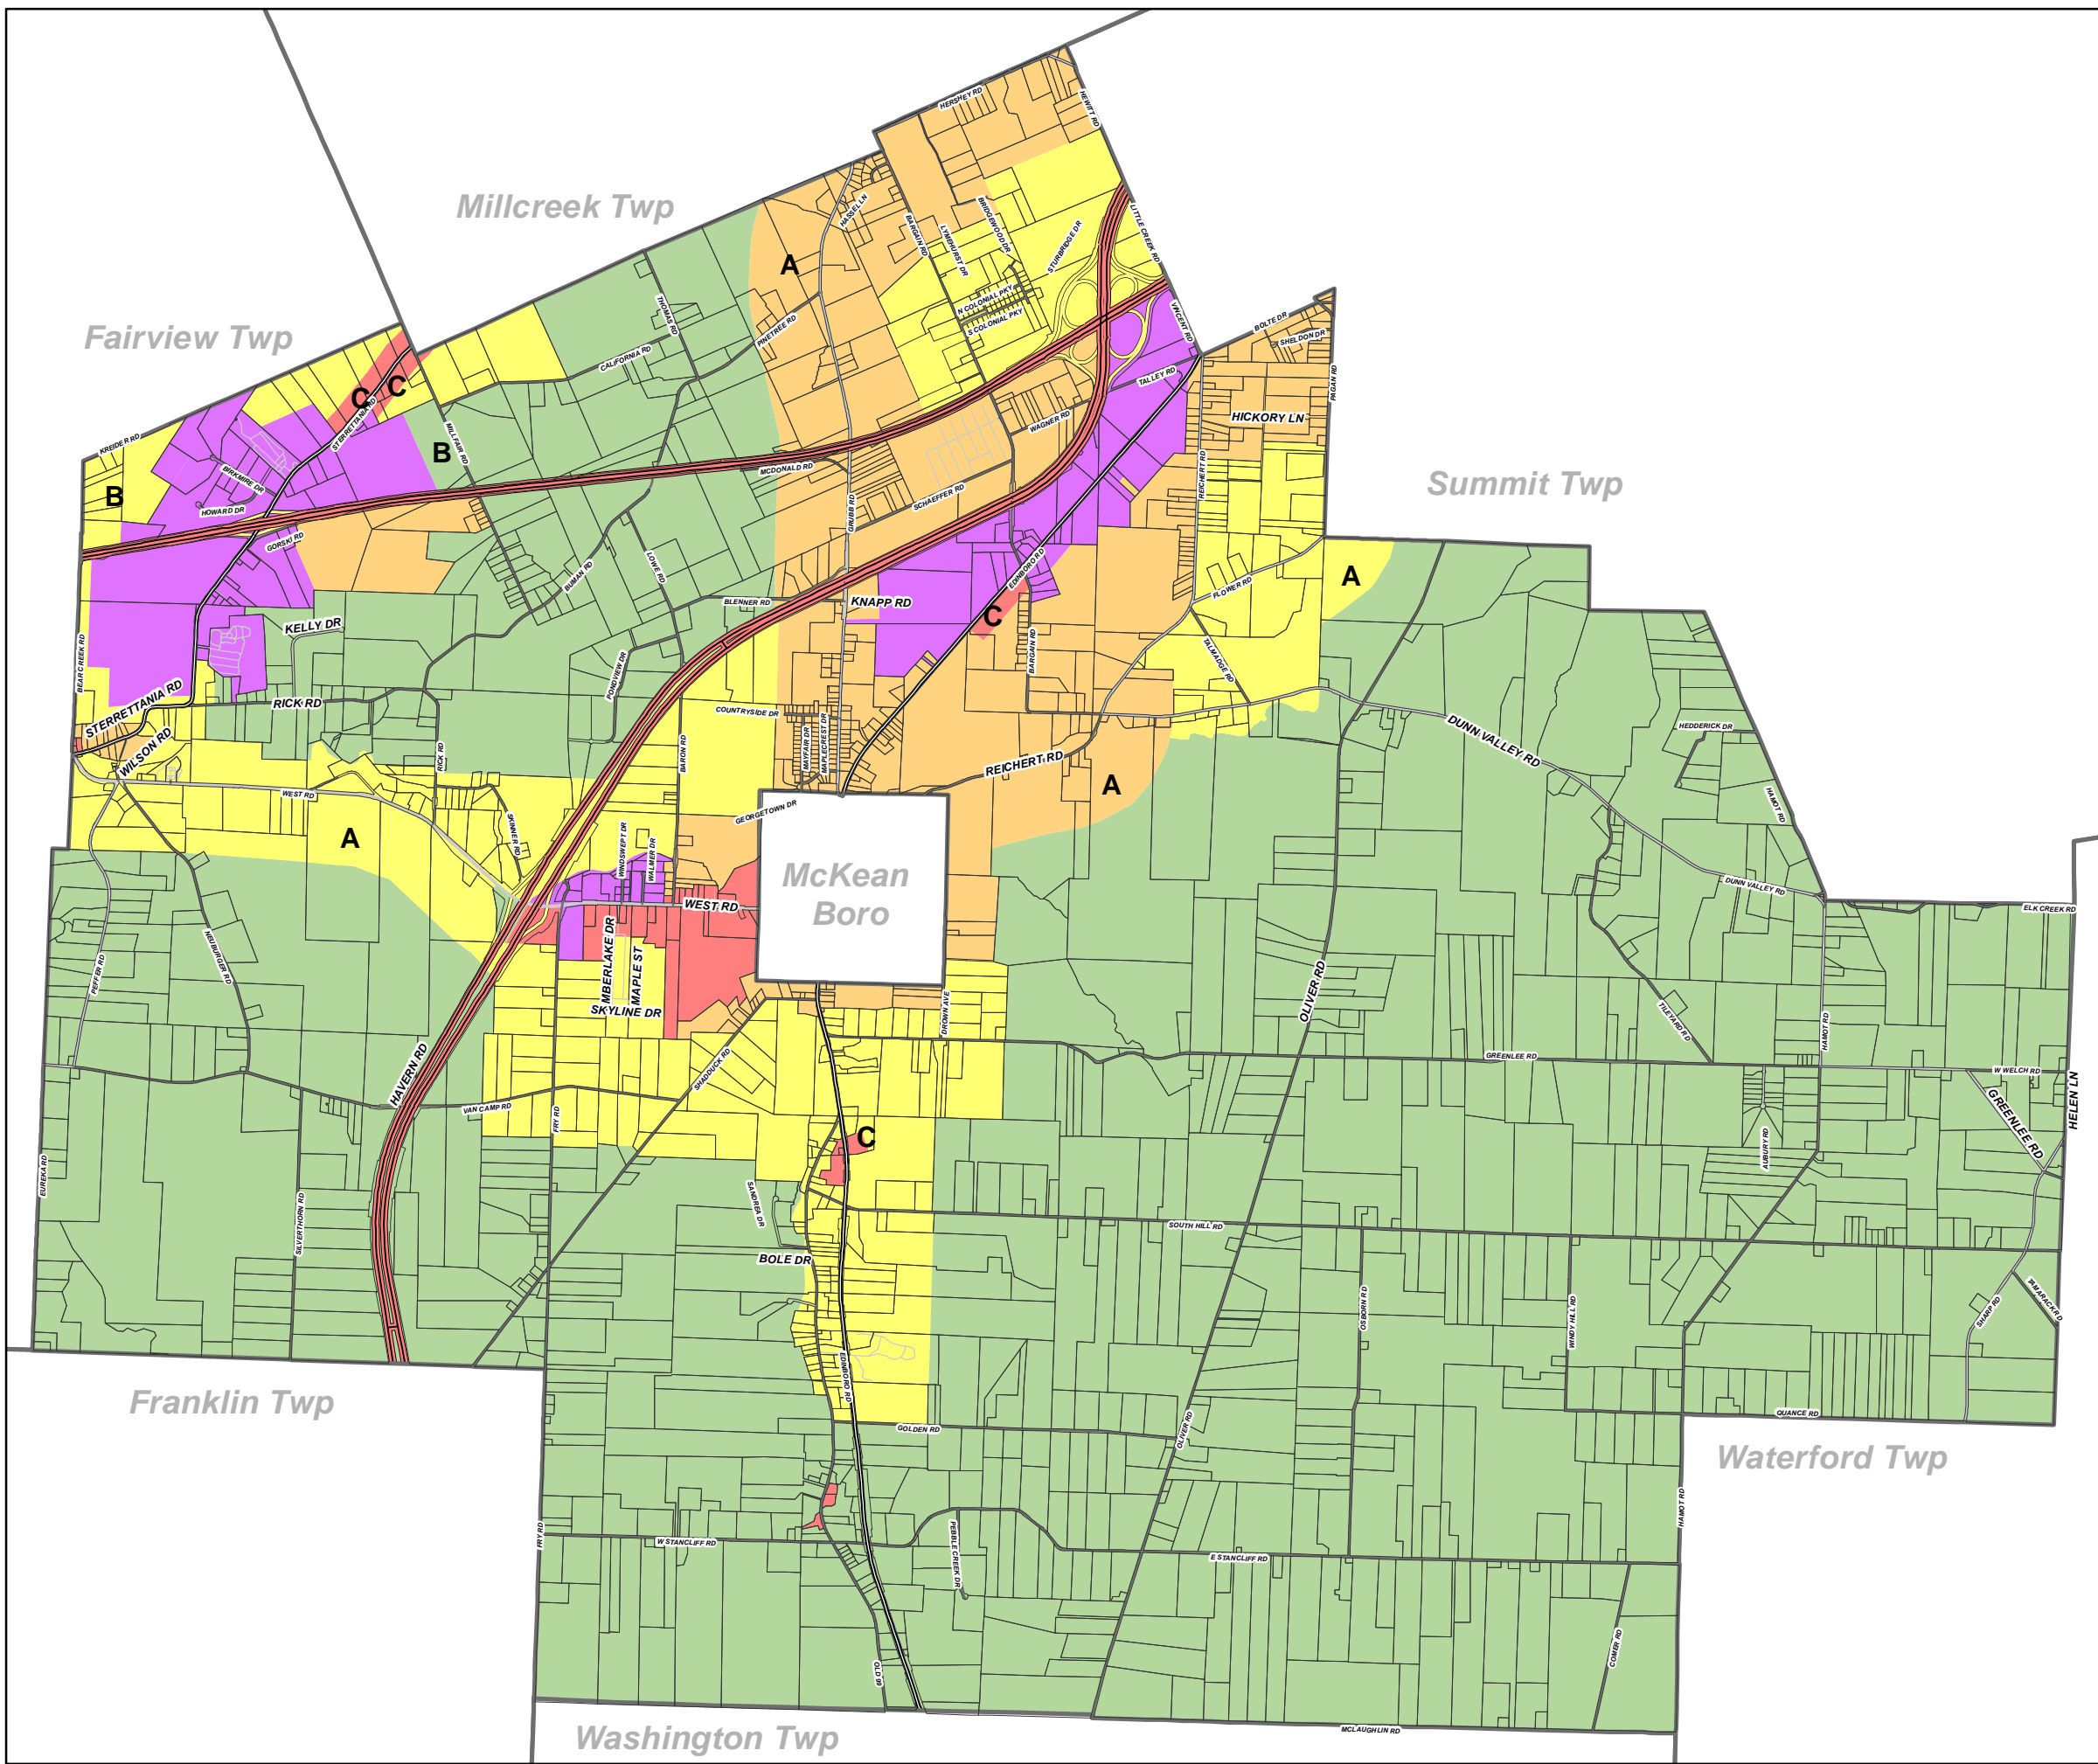 HERSHEY RD
HEWITT RD
Millcreek Twp
HASSEL LN
BARGAIN RD
LYMEHURST DR
BRIDGEWOOD DR
STURBRIDGE DR
LITTLE CREEK RD
A
N COLONIAL PKY
S COLONIAL PKY
THOMAS RD
PINETREE RD
VINCENT RD
BOLTE DR
SHELDON DR
Fairview Twp
CALIFORNIA RD
TALLEY RD
PAGAN RD
C
C
STERRETTANIA RD
WAGNER RD
HICKORY LN
KREIDER RD
MILLFAIR RD
B
MCDONALD RD
REICHERT RD
Summit Twp
BIRKMIRE DR
B
HOWARD DR
SCHAEFFER RD
GRUBB RD
GORSKI RD
LOWE RD
BUMAN RD
EDINBORO RD
FLOWER RD
A
BLENNER RD
KNAPP RD
C
KELLY DR
BEAR CREEK RD
PONDVIEW DR
BARGAIN RD
TALMADGE RD
STERRETTANIA RD
RICK RD
COUNTRYSIDE DR
MAYFAIR DR
MAPLECREST DR
DUNN VALLEY RD
HEDDERICK DR
WILSON RD
RICK RD
BARON RD
REICHERT RD
A
WEST RD
HAMOT RD
GEORGETOWN DR
SKINNER RD
A
WINDSWEPT DR
WALMER DR
McKean
Boro
DUNN VALLEY RD
WEST RD
ELK CREEK RD
NEUBURGER RD
PEFFER RD
MBERLAKE DR
MAPLE ST
SKYLINE DR
OLIVER RD
DROWN AVE
TILEYARD RD
HAMOT RD
HAVERN RD
SHADDUCK RD
GREENLEE RD
W WELCH RD
GREENLEE RD
HELEN LN
VAN CAMP RD
FRY RD
C
AUBURY RD
EUREKA RD
SILVERTHORN RD
SANDREA DR
SOUTH HILL RD
BOLE DR
OSBORN RD
WINDY HILL RD
SHARP RD
TAMARACK RD
EDINBORO RD
Franklin Twp
GOLDEN RD
OLIVER RD
QUANCE RD
Waterford Twp
FRY RD
W STANCLIFF RD
PEBBLE CREEK DR
E STANCLIFF RD
HAMOT RD
OLD 99
COMER RD
Washington Twp
MCLAUGHLIN RD